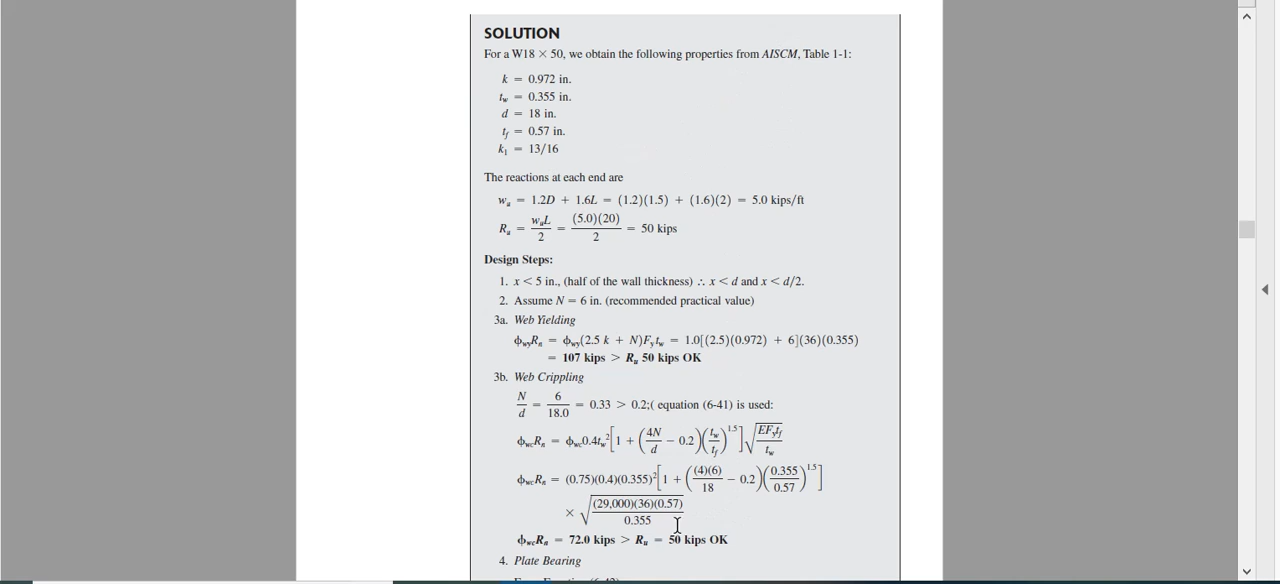 SOLUTION
For a W18 × 50, we obtain the following properties from AISCM, Table 1-1:
k = 0.972 in.
t_w = 0.355 in.
d = 18 in.
t_f = 0.57 in.
k_1 = 13/16
The reactions at each end are
w_u = 1.2D + 1.6L = (1.2)(1.5) + (1.6)(2) = 5.0 kips/ft
R_u = w_uL / 2 = (5.0)(20) / 2 = 50 kips
Design Steps:
1. x < 5 in., (half of the wall thickness) ∴ x < d and x < d/2.
2. Assume N = 6 in. (recommended practical value)
3a. Web Yielding
ϕ_wyR_n = ϕ_wy(2.5 k + N)F_yt_w = 1.0[(2.5)(0.972) + 6](36)(0.355)
= 107 kips > R_u 50 kips OK
3b. Web Crippling
N / d = 6 / 18.0 = 0.33 > 0.2;( equation (6-41) is used:
ϕ_wcR_n = ϕ_wc0.4t_w^2[1 + (4N / d − 0.2)(t_w / t_f)^1.5]√(EF_yt_f / t_w)
ϕ_wcR_n = (0.75)(0.4)(0.355)^2[1 + ((4)(6) / 18 − 0.2)(0.355 / 0.57)^1.5]
× √((29,000)(36)(0.57) / 0.355)
ϕ_wcR_n = 72.0 kips > R_u = 50 kips OK
4. Plate Bearing